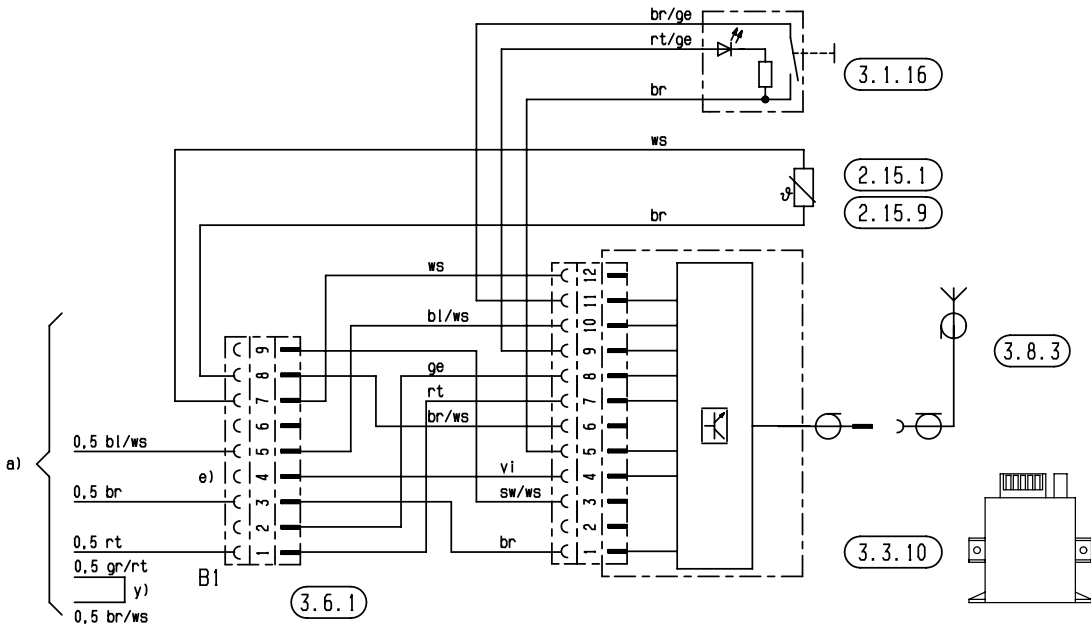 br/ge
rt/ge
3.1.16
br
ws
2.15.1
ϑ
2.15.9
br
ws
12
11
bl/ws
10
3.8.3
9
9
ge
8
8
rt
7
7
br/ws
6
6
0,5 bl/ws
5
5
a)
e)
4
vi
4
0,5 br
3
sw/ws
3
2
2
0,5 rt
1
br
1
3.3.10
0,5 gr/rt
B1
y)
3.6.1
0,5 br/ws